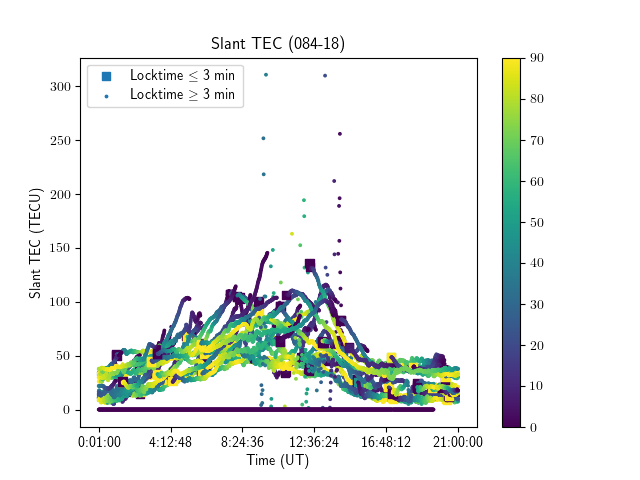 Slant TEC (084-18)
Locktime ≤ 3 min
Locktime ≥ 3 min
Slant TEC (TECU)
300
250
200
150
100
50
0
0:01:00 4:12:48 8:24:36 12:36:24 16:48:12 21:00:00
Time (UT)
90
80
70
60
50
40
30
20
10
0